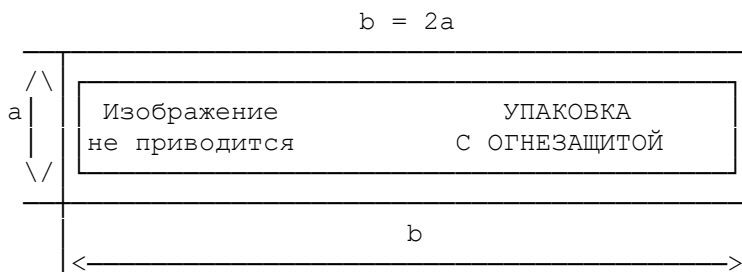 b = 2a
a
Изображение УПАКОВКА
не приводится С ОГНЕЗАЩИТОЙ
b